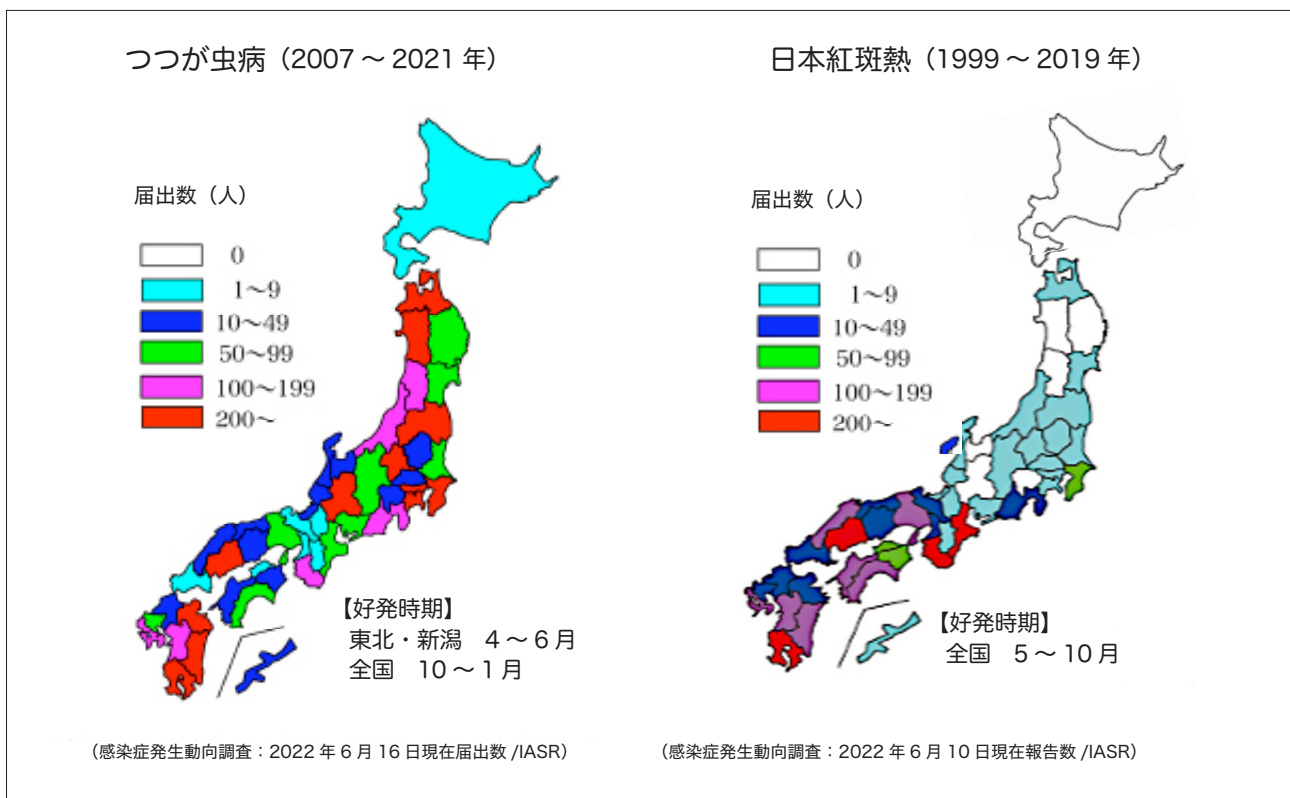 つつが虫病（2007～2021年）
届出数（人）
0
1～9
10～49
50～99
100～199
200～
【好発時期】
東北・新潟　4～6月
全国　10～1月
（感染症発生動向調査：2022年6月16日現在届出数/IASR）
日本紅斑熱（1999～2019年）
届出数（人）
0
1～9
10～49
50～99
100～199
200～
【好発時期】
全国　5～10月
（感染症発生動向調査：2022年6月10日現在報告数/IASR）